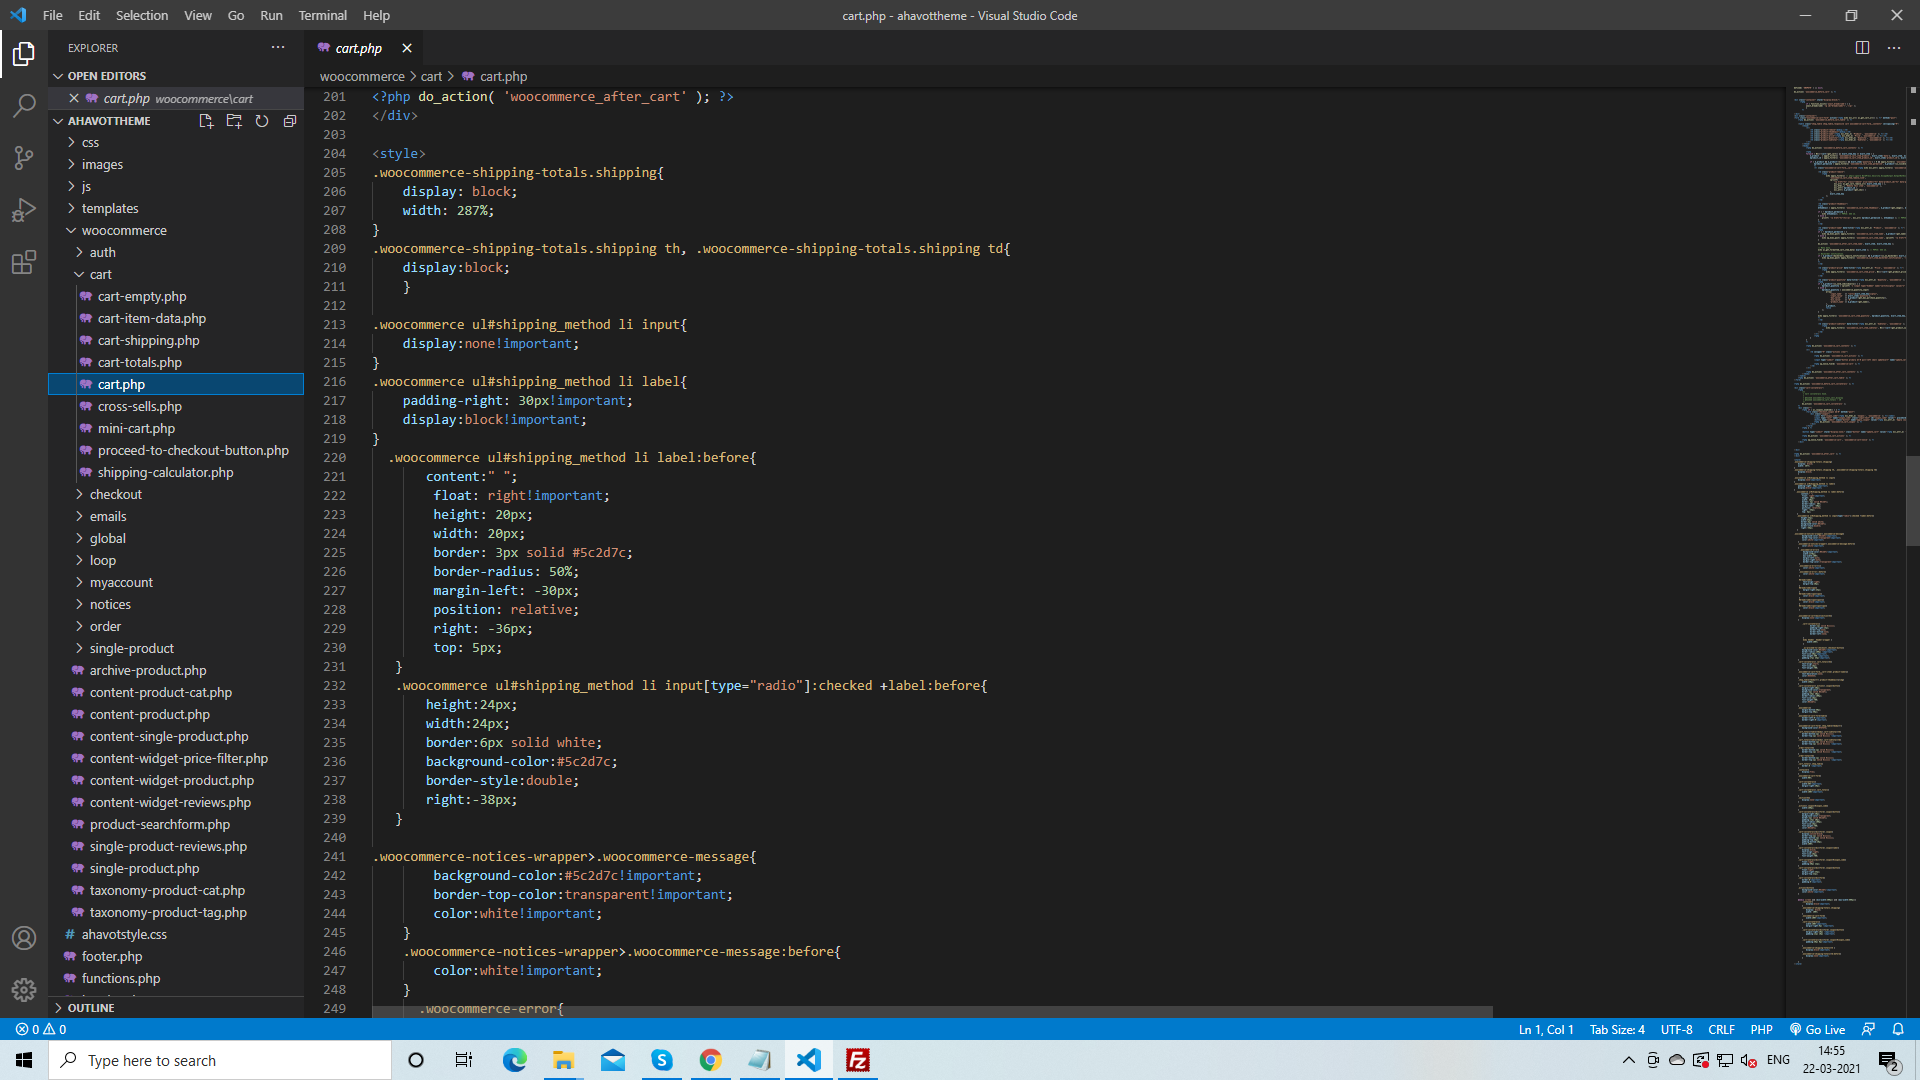 File Edit Selection View Go Run Terminal Help
cart.php - ahavottheme - Visual Studio Code
EXPLORER
OPEN EDITORS
cart.php woocommerce\cart
AHAVOTTHEME
css
images
js
templates
woocommerce
auth
cart
cart-empty.php
cart-item-data.php
cart-shipping.php
cart-totals.php
cart.php
cross-sells.php
mini-cart.php
proceed-to-checkout-button.php
shipping-calculator.php
checkout
emails
global
loop
myaccount
notices
order
single-product
archive-product.php
content-product-cat.php
content-product.php
content-single-product.php
content-widget-price-filter.php
content-widget-product.php
content-widget-reviews.php
product-searchform.php
single-product-reviews.php
single-product.php
taxonomy-product-cat.php
taxonomy-product-tag.php
# ahavotstyle.css
footer.php
functions.php
OUTLINE
cart.php
woocommerce > cart > cart.php
201 <?php do_action( 'woocommerce_after_cart' ); ?>
202 </div>
203
204 <style>
205 .woocommerce-shipping-totals.shipping{
206 display: block;
207 width: 287%;
208 }
209 .woocommerce-shipping-totals.shipping th, .woocommerce-shipping-totals.shipping td{
210 display:block;
211 }
212
213 .woocommerce ul#shipping_method li input{
214 display:none!important;
215 }
216 .woocommerce ul#shipping_method li label{
217 padding-right: 30px!important;
218 display:block!important;
219 }
220 .woocommerce ul#shipping_method li label:before{
221 content:" ";
222 float: right!important;
223 height: 20px;
224 width: 20px;
225 border: 3px solid #5c2d7c;
226 border-radius: 50%;
227 margin-left: -30px;
228 position: relative;
229 right: -36px;
230 top: 5px;
231 }
232 .woocommerce ul#shipping_method li input[type="radio"]:checked +label:before{
233 height:24px;
234 width:24px;
235 border:6px solid white;
236 background-color:#5c2d7c;
237 border-style:double;
238 right:-38px;
239 }
240
241 .woocommerce-notices-wrapper>.woocommerce-message{
242 background-color:#5c2d7c!important;
243 border-top-color:transparent!important;
244 color:white!important;
245 }
246 .woocommerce-notices-wrapper>.woocommerce-message:before{
247 color:white!important;
248 }
249 .woocommerce-error{
0 0 Ln 1, Col 1 Tab Size: 4 UTF-8 CRLF PHP Go Live
Type here to search
ENG
14:55
22-03-2021
2